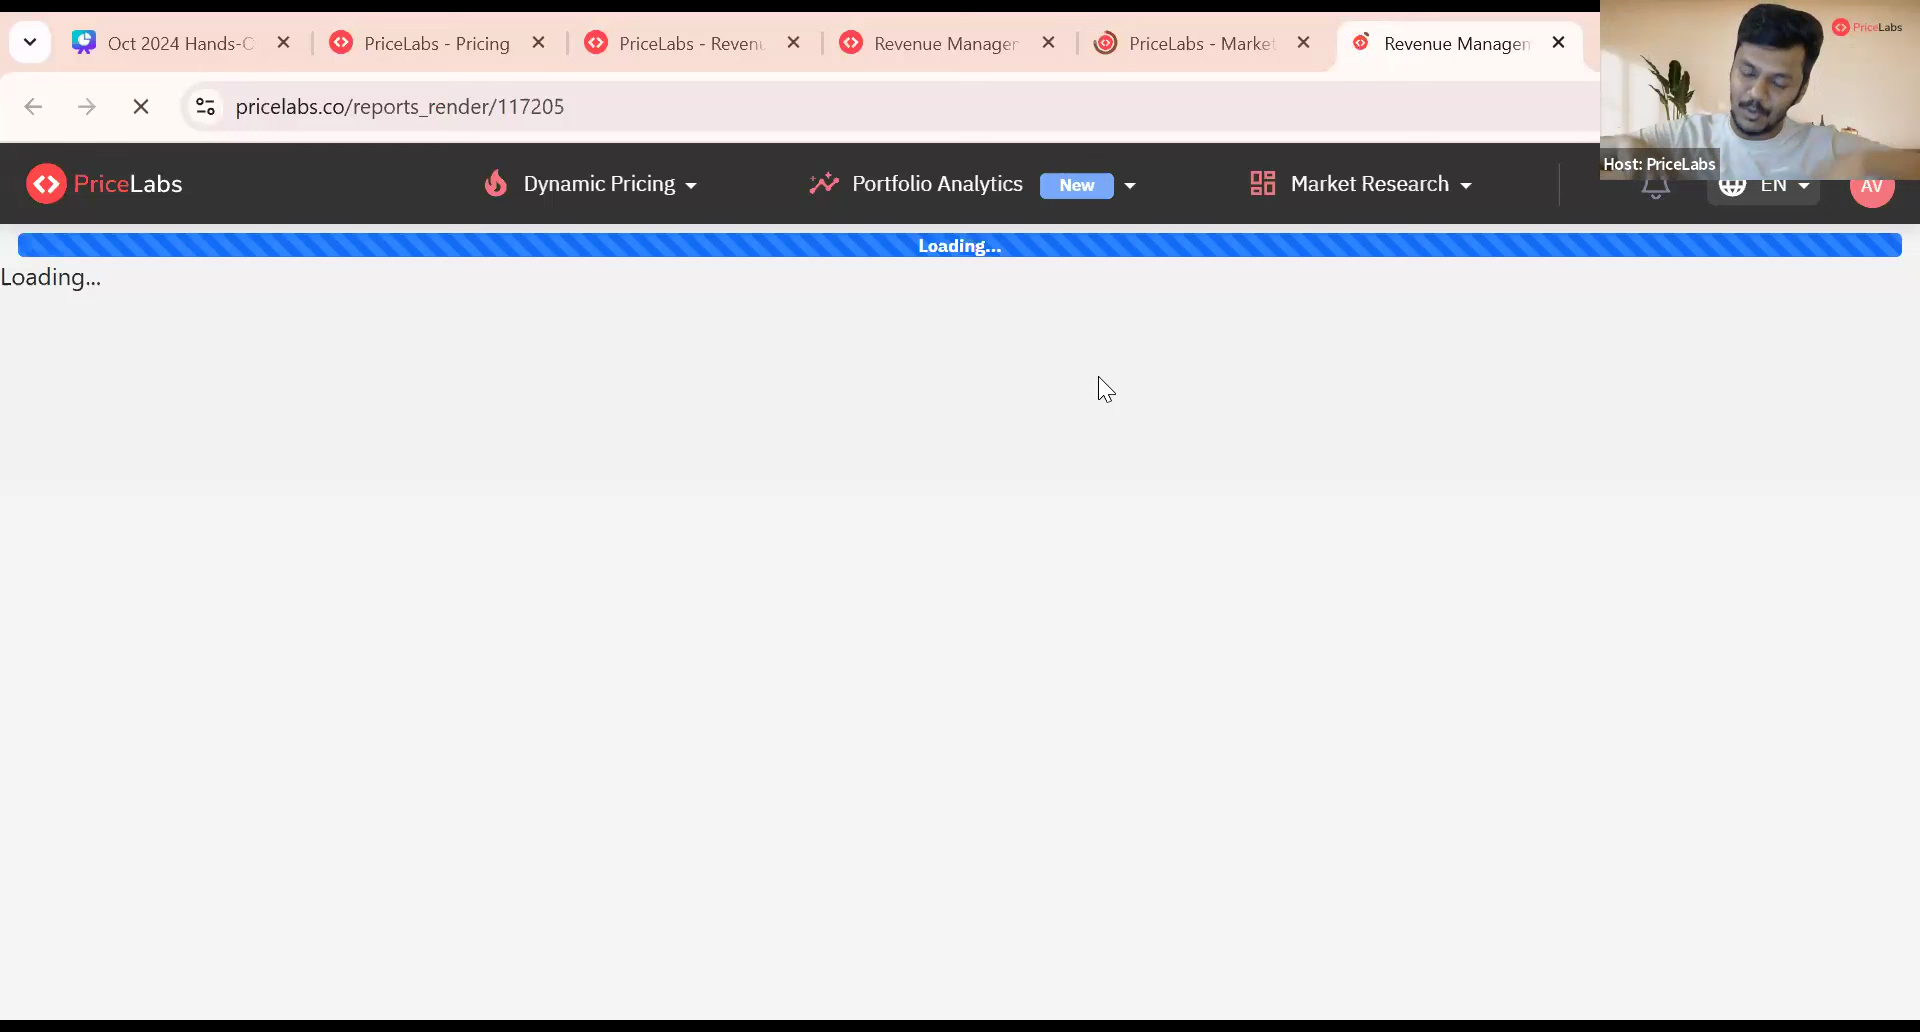 Oct 2024 Hands-O
PriceLabs - Pricing
PriceLabs - Revenu
Revenue Manager
PriceLabs - Market
Revenue Managem
pricelabs.co/reports_render/117205
PriceLabs
Host: PriceLabs
PriceLabs
Dynamic Pricing
Portfolio Analytics
New
Market Research
EN
AV
Loading...
Loading...